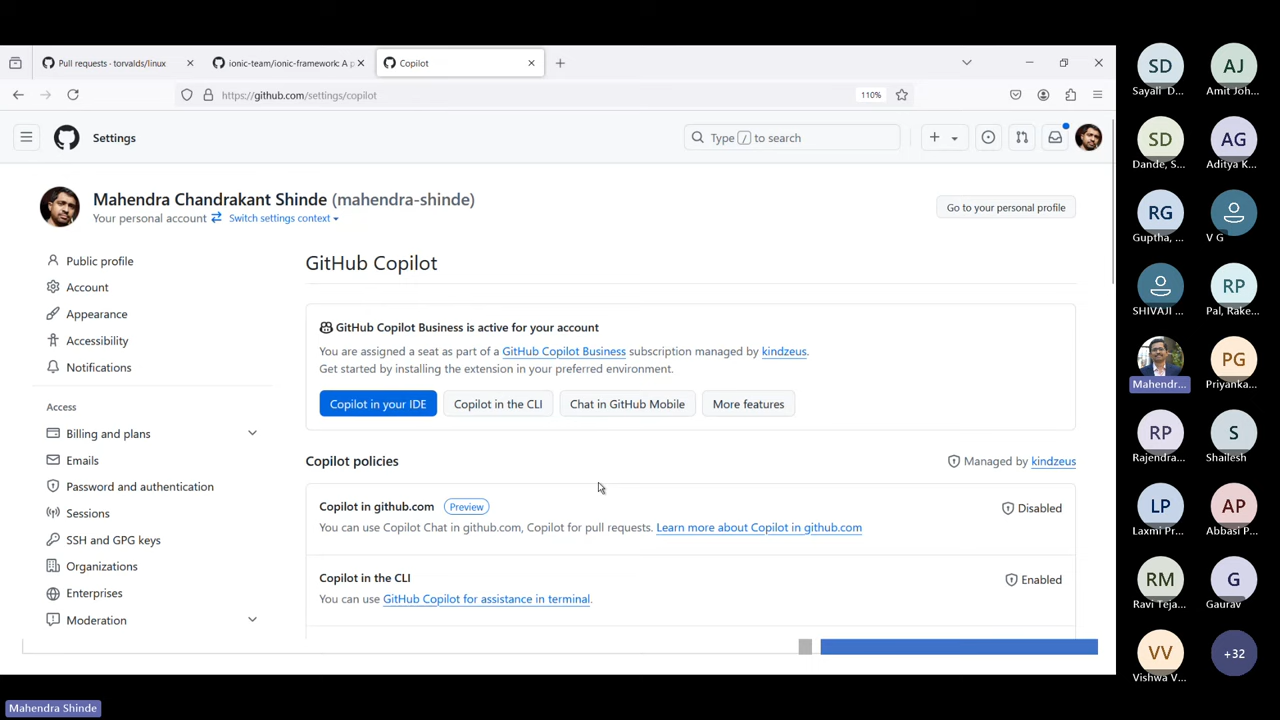 Pull requests · torvalds/linux
ionic-team/ionic-framework: A p
Copilot
https://github.com/settings/copilot
110%
Settings
Type / to search
Mahendra Chandrakant Shinde (mahendra-shinde)
Your personal account
Switch settings context
Go to your personal profile
Public profile
Account
Appearance
Accessibility
Notifications
Access
Billing and plans
Emails
Password and authentication
Sessions
SSH and GPG keys
Organizations
Enterprises
Moderation
GitHub Copilot
GitHub Copilot Business is active for your account
You are assigned a seat as part of a GitHub Copilot Business subscription managed by kindzeus.
Get started by installing the extension in your preferred environment.
Copilot in your IDE
Copilot in the CLI
Chat in GitHub Mobile
More features
Copilot policies
Managed by kindzeus
Copilot in github.com Preview
Disabled
You can use Copilot Chat in github.com, Copilot for pull requests. Learn more about Copilot in github.com
Copilot in the CLI
Enabled
You can use GitHub Copilot for assistance in terminal.
SD
Sayali D...
AJ
Amit Joh...
SD
Dande, S...
AG
Aditya K...
RG
Guptha, ...
V G
SHIVAJI ...
RP
Pal, Rake...
Mahendr...
PG
Priyanka...
RP
Rajendra...
S
Shailesh
LP
Laxmi Pr...
AP
Abbasi P...
RM
Ravi Teja...
G
Gaurav
VV
Vishwa V...
+32
Mahendra Shinde